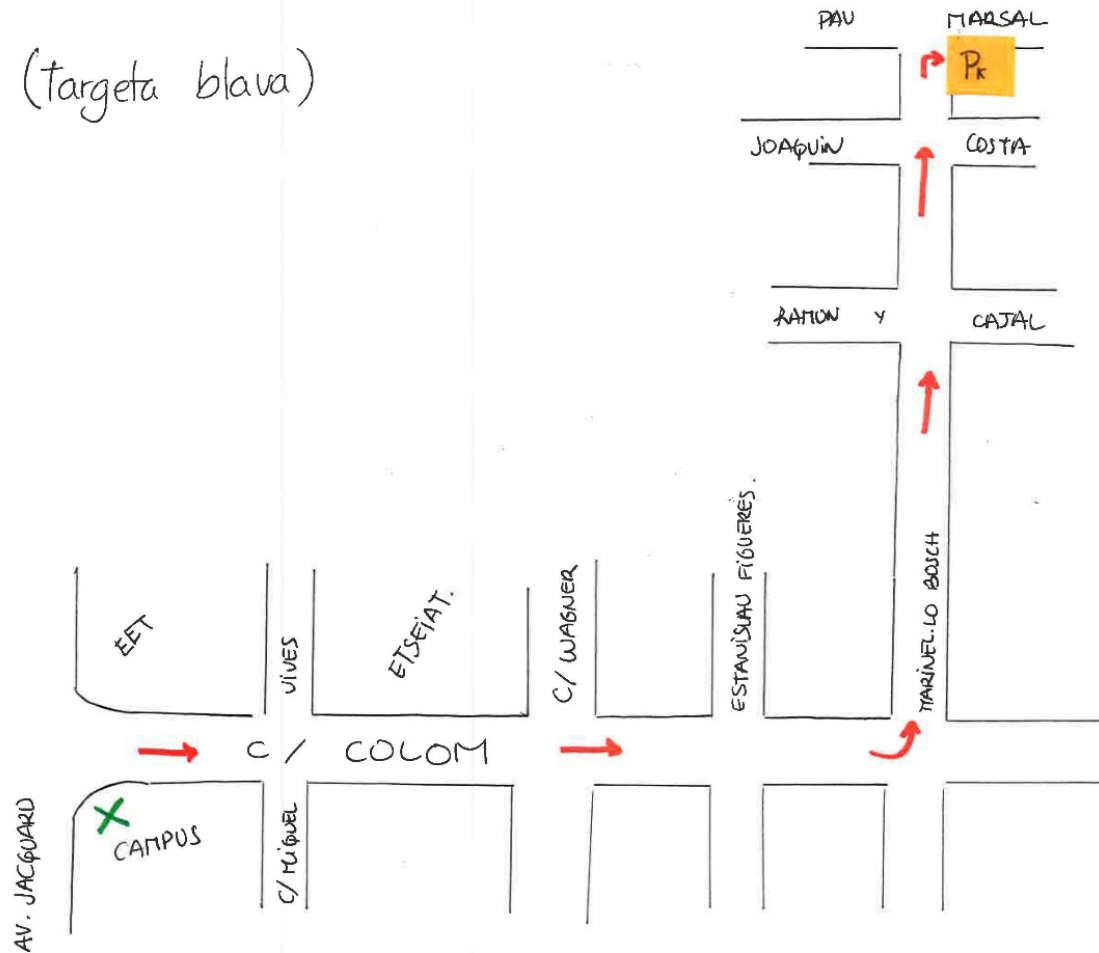 PAU MARSAL
(Targeta blava)
PK
JOAQUIN COSTA
RAMON Y CAJAL
EET
VIVES
ETSEIAT.
C/ WAGNER
ESTANISLAU FIGUERES.
MARINEL.LO BOSCH
C/ COLOM
AV. JACQUARD
CAMPUS
C/ MIQUEL